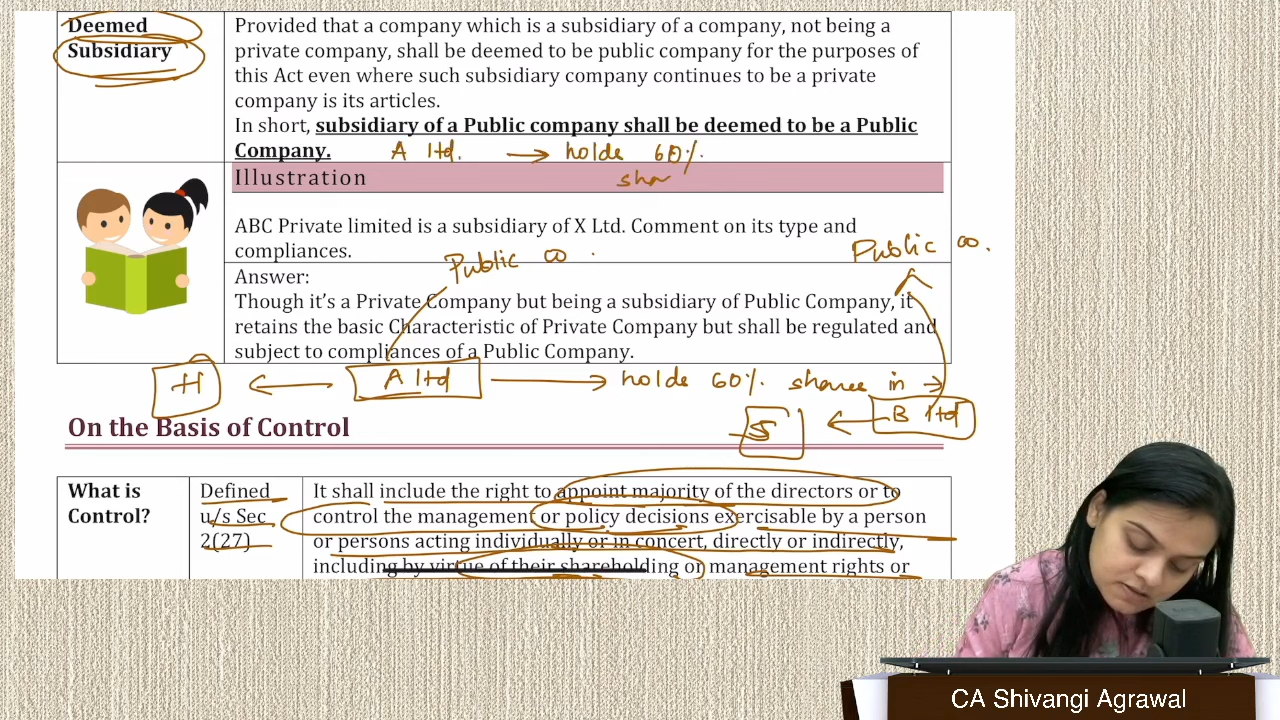 Deemed
Subsidiary
Provided that a company which is a subsidiary of a company, not being a
private company, shall be deemed to be public company for the purposes of
this Act even where such subsidiary company continues to be a private
company is its articles.
In short, subsidiary of a Public company shall be deemed to be a Public
Company.
A ltd. → holds 60%.
sha
Illustration
ABC Private limited is a subsidiary of X Ltd. Comment on its type and
compliances.
Public co.
Public co.
Answer:
Though it's a Private Company but being a subsidiary of Public Company, it
retains the basic Characteristic of Private Company but shall be regulated and
subject to compliances of a Public Company.
H ← A ltd → holds 60% shares in →
S ← B ltd
On the Basis of Control
What is
Control?
Defined
u/s Sec
2(27)
It shall include the right to appoint majority of the directors or to
control the management or policy decisions exercisable by a person
or persons acting individually or in concert, directly or indirectly,
including by virtue of their shareholding or management rights or
CA Shivangi Agrawal